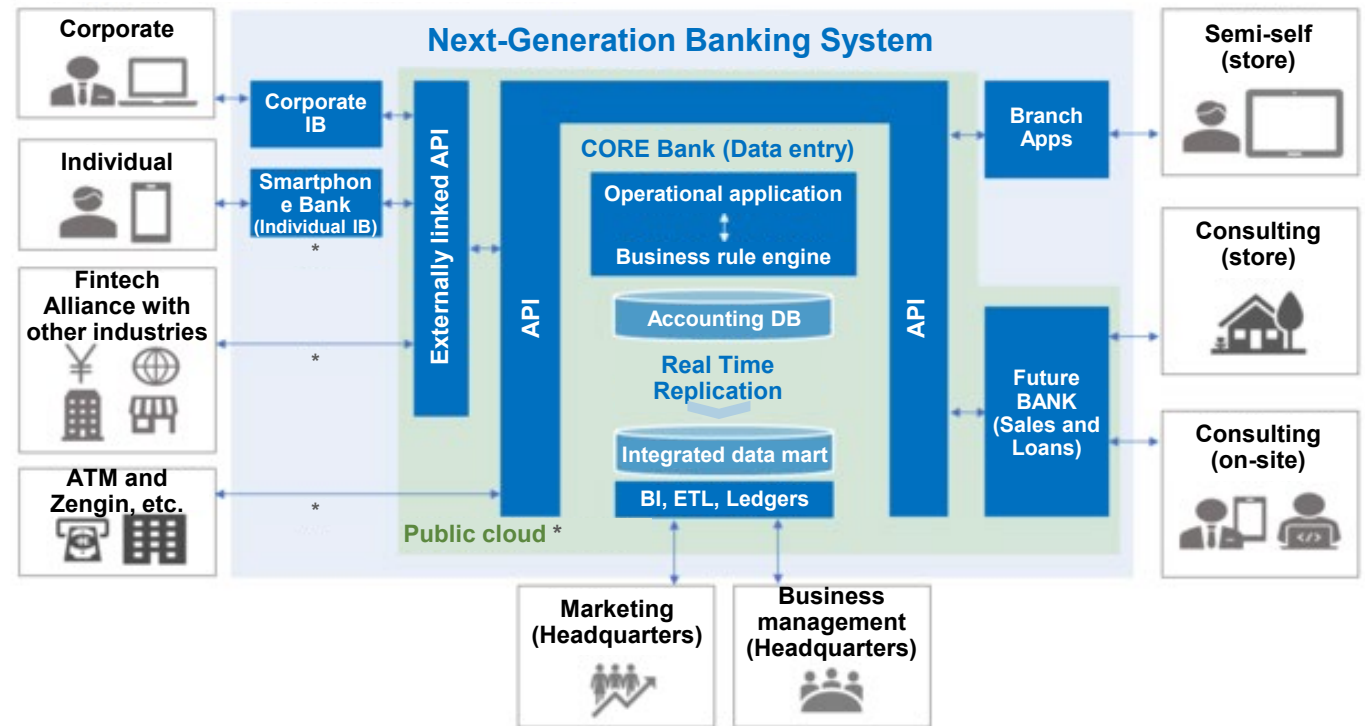 Next-Generation Banking System
Corporate
Individual
Fintech
Alliance with
other industries
ATM and
Zengin, etc.
Corporate
IB
Smartphon
e Bank
(Individual IB)
*
*
*
Externally linked API
API
CORE Bank (Data entry)
Operational application
Business rule engine
Accounting DB
Real Time
Replication
Integrated data mart
BI, ETL, Ledgers
API
Public cloud *
Branch
Apps
Future
BANK
(Sales and
Loans)
Semi-self
(store)
Consulting
(store)
Consulting
(on-site)
Marketing
(Headquarters)
Business
management
(Headquarters)